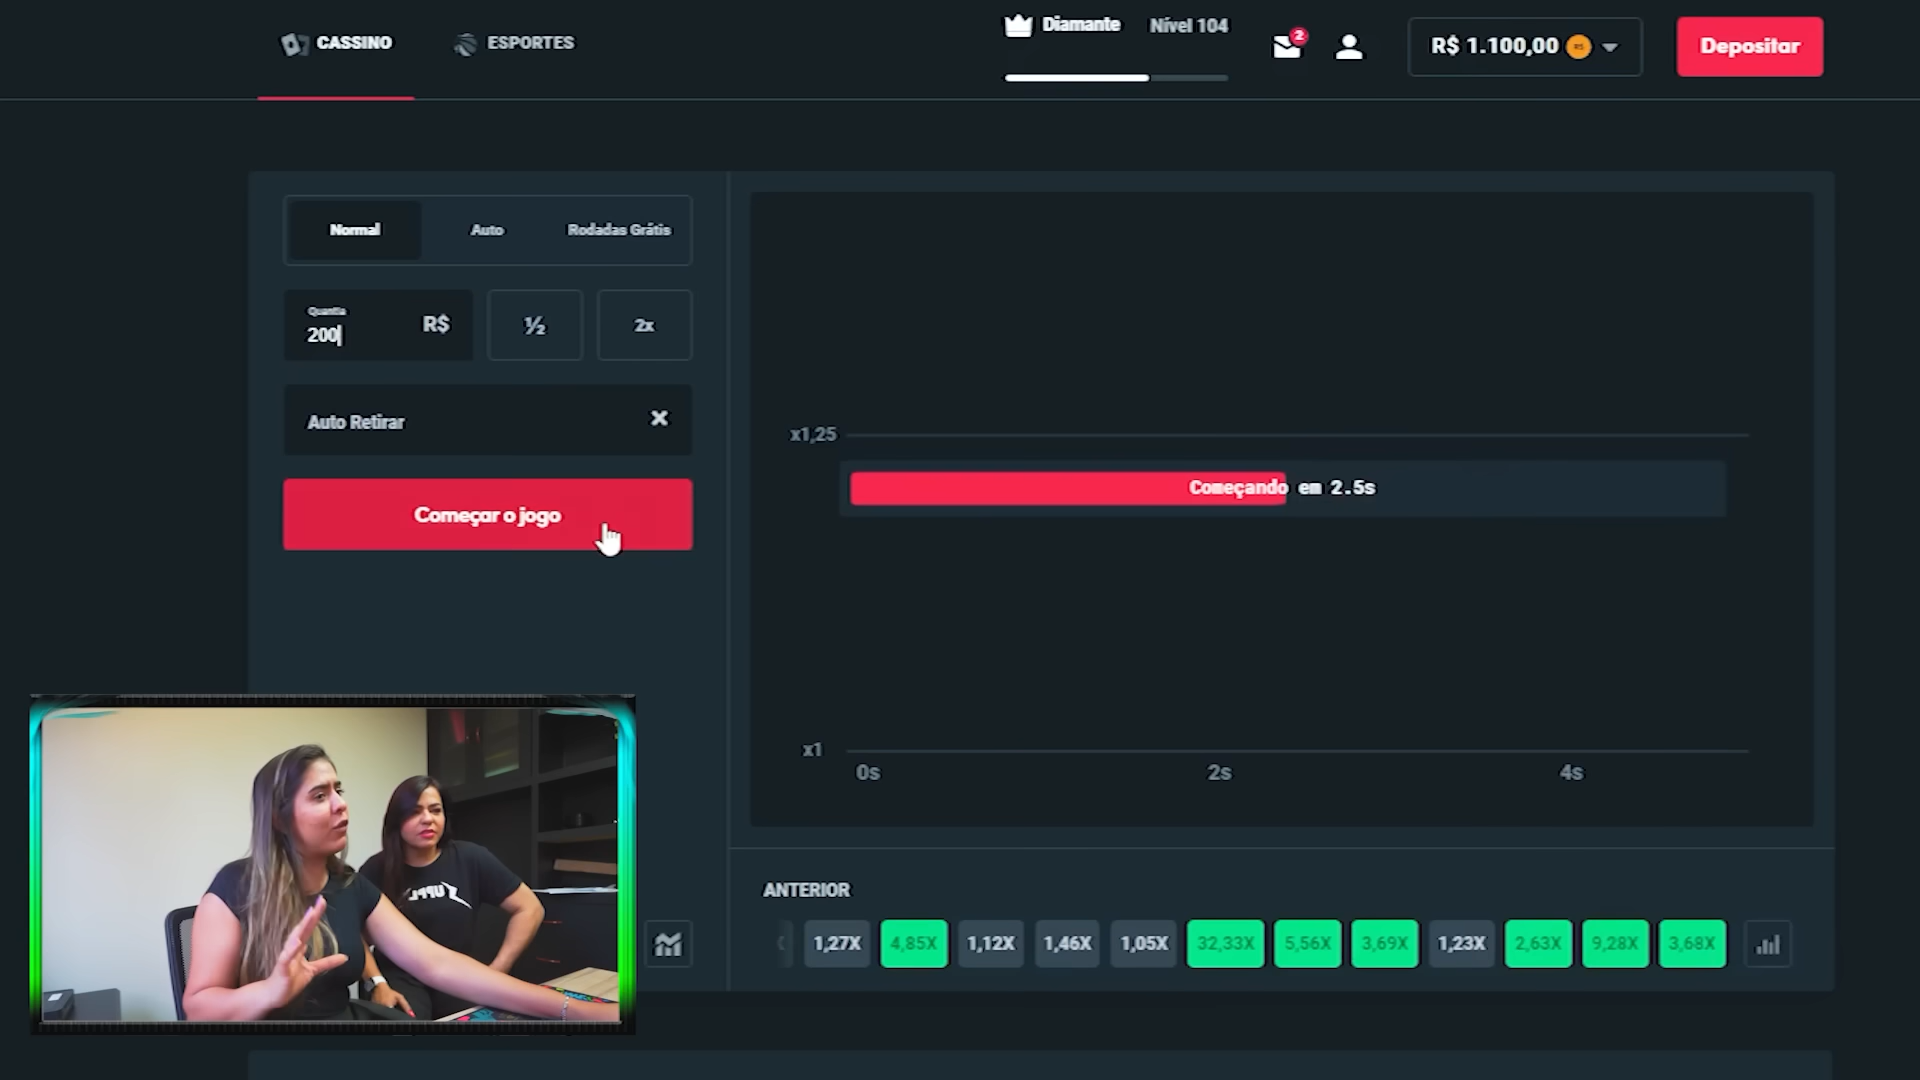 CASSINO
ESPORTES
Diamante
Nível 104
2
R$ 1.100,00
Depositar
Normal
Auto
Rodadas Grátis
Quantia
200
R$
½
2x
Auto Retirar
Começar o jogo
x1,25
Começando em 2.5s
x1
0s
2s
4s
ANTERIOR
1,27X
4,85X
1,12X
1,46X
1,05X
32,33X
5,56X
3,69X
1,23X
2,63X
9,28X
3,68X